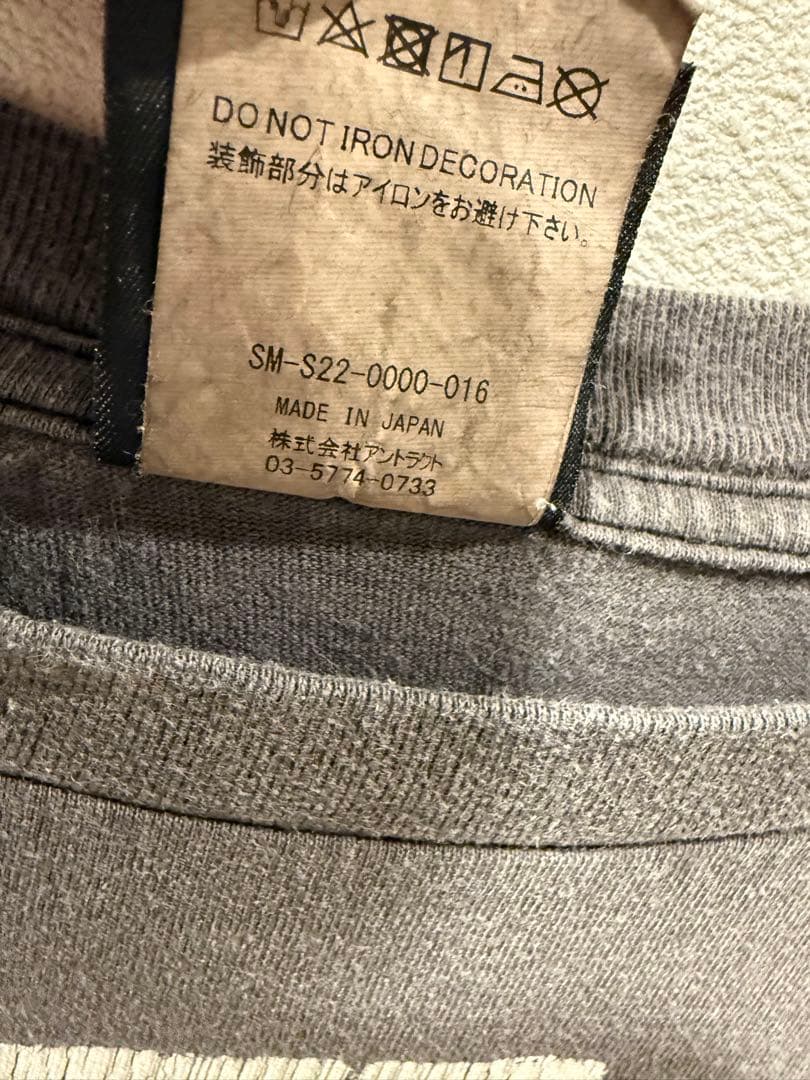 DO NOT IRON DECORATION
装飾部分はアイロンをお避け下さい。
SM-S22-0000-016
MADE IN JAPAN
株式会社アントラクト
03-5774-0733